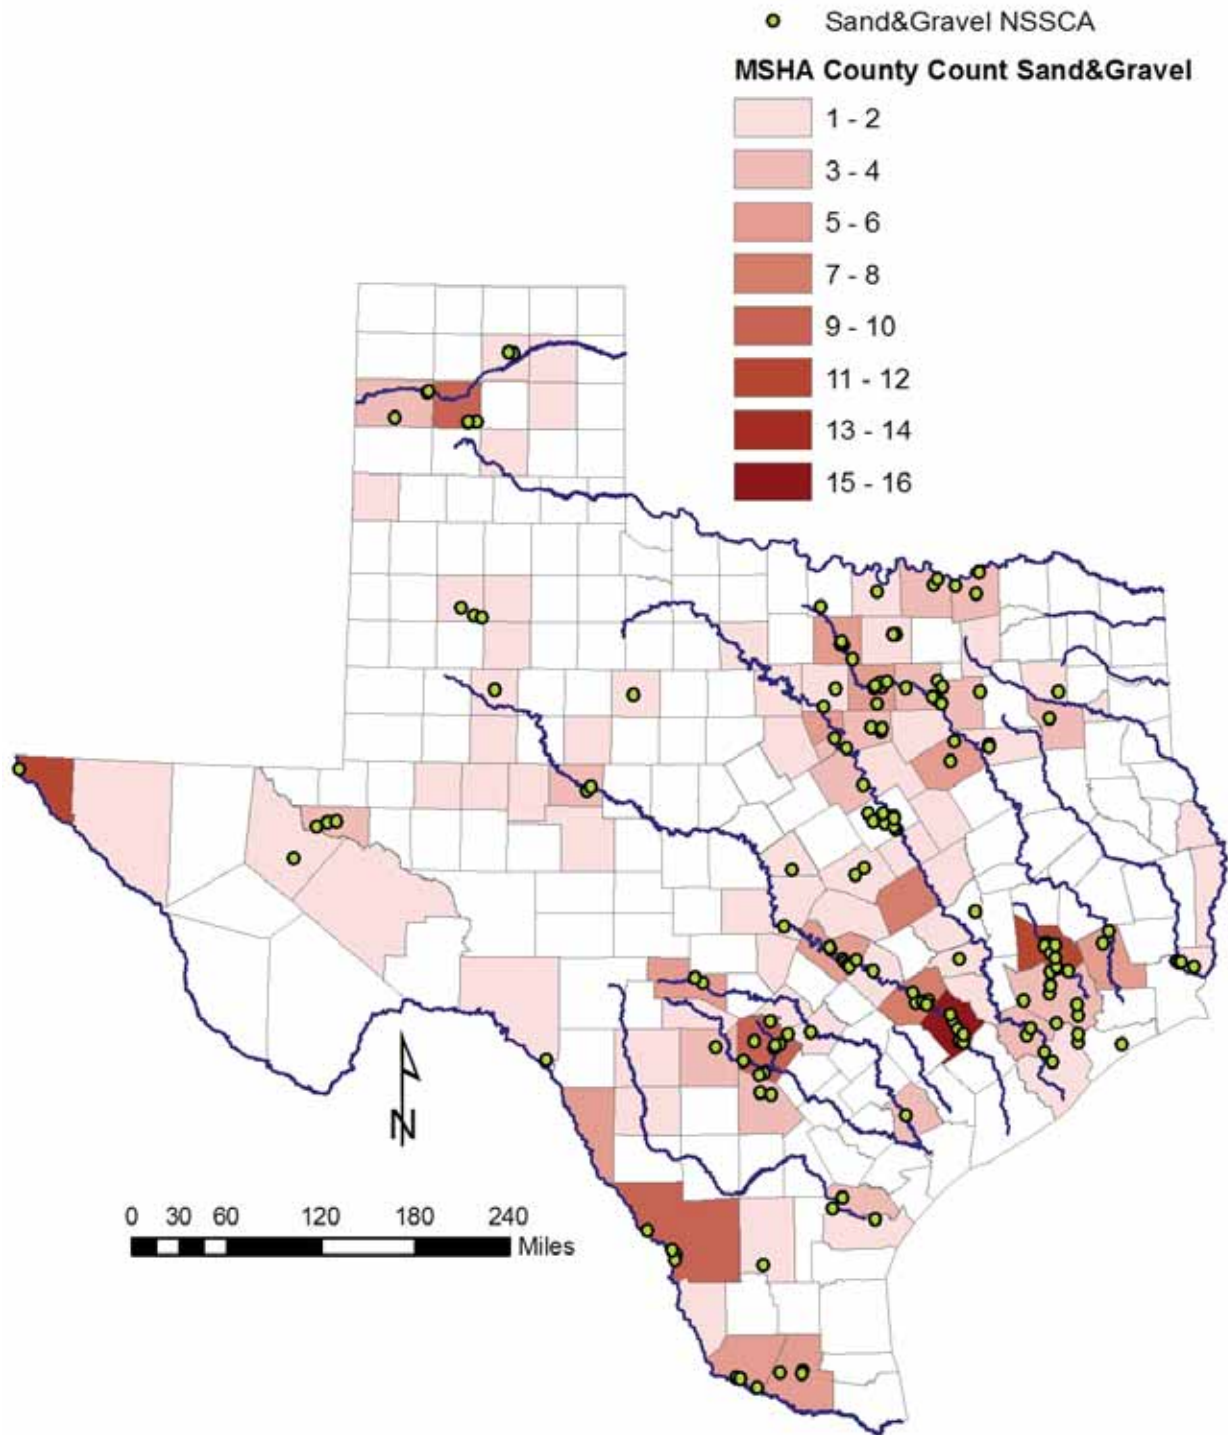 Sand&Gravel NSSCA
MSHA County Count Sand&Gravel
1 - 2
3 - 4
5 - 6
7 - 8
9 - 10
11 - 12
13 - 14
15 - 16
N
0 30 60 120 180 240
Miles